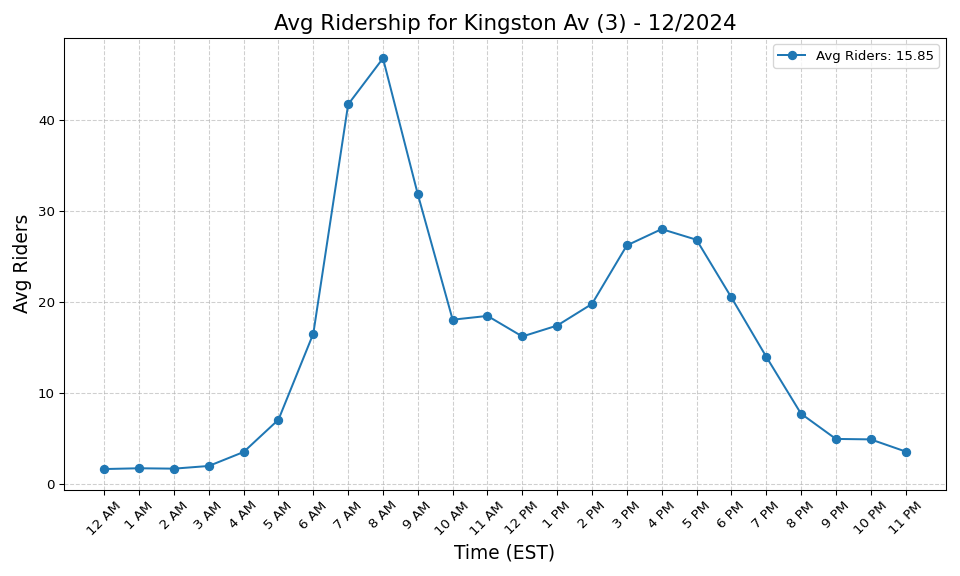 Avg Ridership for Kingston Av (3) - 12/2024
Avg Riders: 15.85
Avg Riders
40
30
20
10
0
12 AM
1 AM
2 AM
3 AM
4 AM
5 AM
6 AM
7 AM
8 AM
9 AM
10 AM
11 AM
12 PM
1 PM
2 PM
3 PM
4 PM
5 PM
6 PM
7 PM
8 PM
9 PM
10 PM
11 PM
Time (EST)